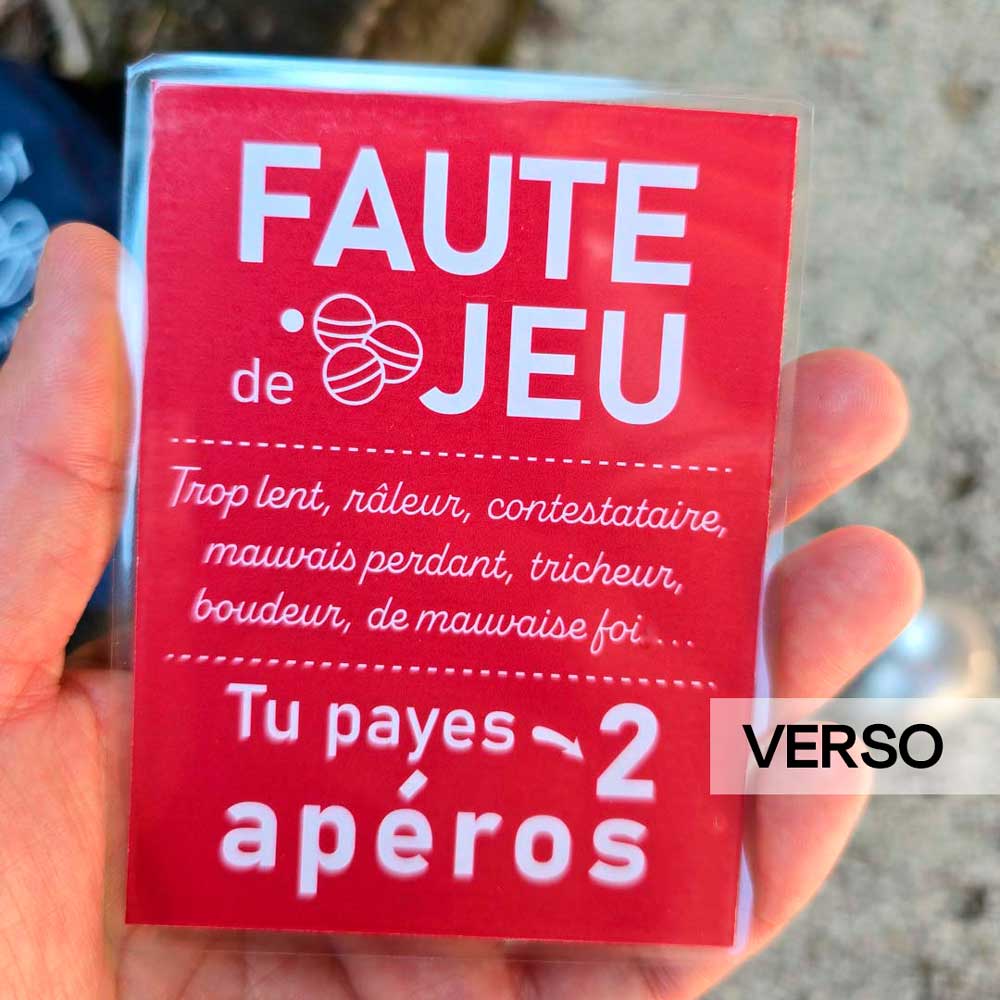 FAUTE
de JEU
Trop lent, râleur, contestataire,
mauvais perdant, tricheur,
boudeur, de mauvaise foi....
Tu payes 2
apéros
VERSO